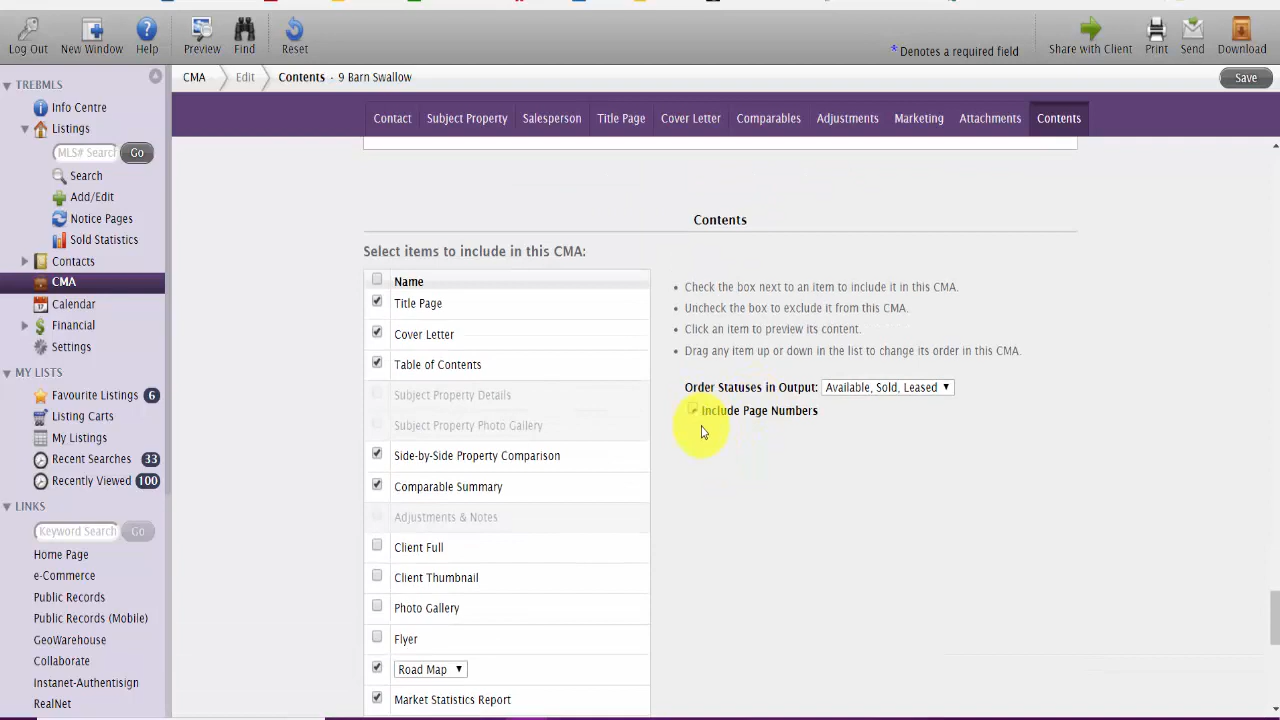 Log Out
New Window
Help
Preview
Find
Reset
* Denotes a required field
Share with Client
Print
Send
Download
TREBMLS
CMA
Edit
Contents - 9 Barn Swallow
Save
Info Centre
Listings
MLS# Search
Go
Search
Add/Edit
Notice Pages
Sold Statistics
Contacts
CMA
Calendar
Financial
Settings
MY LISTS
Favourite Listings 6
Listing Carts
My Listings
Recent Searches 33
Recently Viewed 100
LINKS
Keyword Search
Go
Home Page
e-Commerce
Public Records
Public Records (Mobile)
GeoWarehouse
Collaborate
Instanet-Authentisign
RealNet
Contact
Subject Property
Salesperson
Title Page
Cover Letter
Comparables
Adjustments
Marketing
Attachments
Contents
Contents
Select items to include in this CMA:
Name
Title Page
Cover Letter
Table of Contents
Subject Property Details
Subject Property Photo Gallery
Side-by-Side Property Comparison
Comparable Summary
Adjustments & Notes
Client Full
Client Thumbnail
Photo Gallery
Flyer
Road Map
Market Statistics Report
• Check the box next to an item to include it in this CMA.
• Uncheck the box to exclude it from this CMA.
• Click an item to preview its content.
• Drag any item up or down in the list to change its order in this CMA.
Order Statuses in Output: Available, Sold, Leased
Include Page Numbers